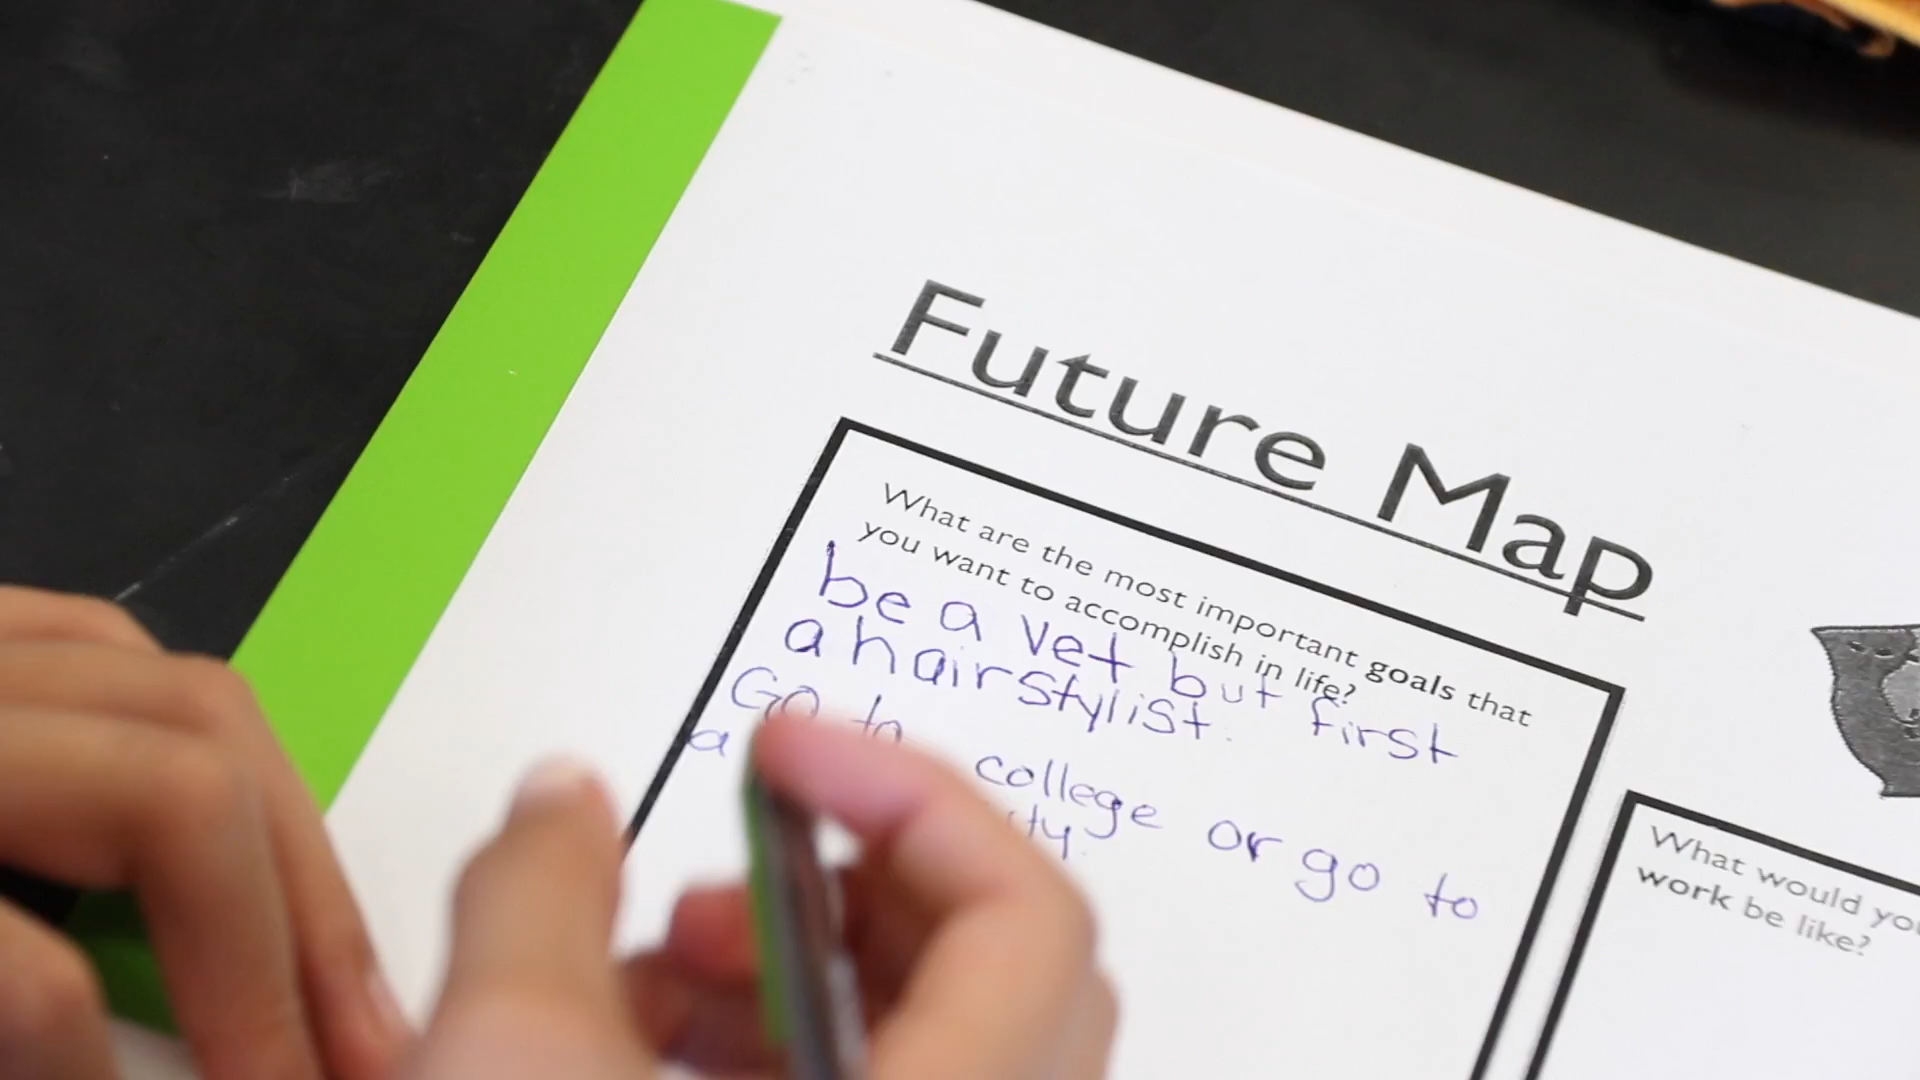 Future Map
What are the most important goals that
you want to accomplish in life?
be a vet but first
a hairstylist.
Go to college or go to
a
What would you
work be like?